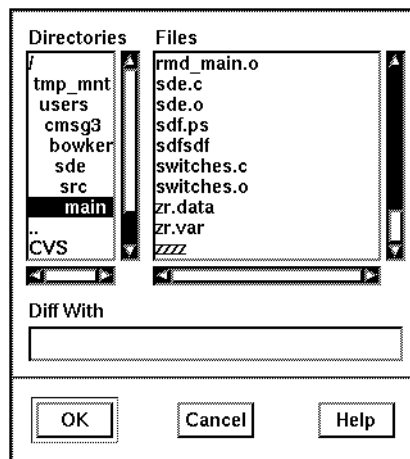 Directories Files
/
tmp_mnt
users
cmsg3
bowker
sde
src
main
..
CVS
rmd_main.o
sde.c
sde.o
sdf.ps
sdfsdf
switches.c
switches.o
zr.data
zr.var
zzzz
Diff With
OK Cancel Help